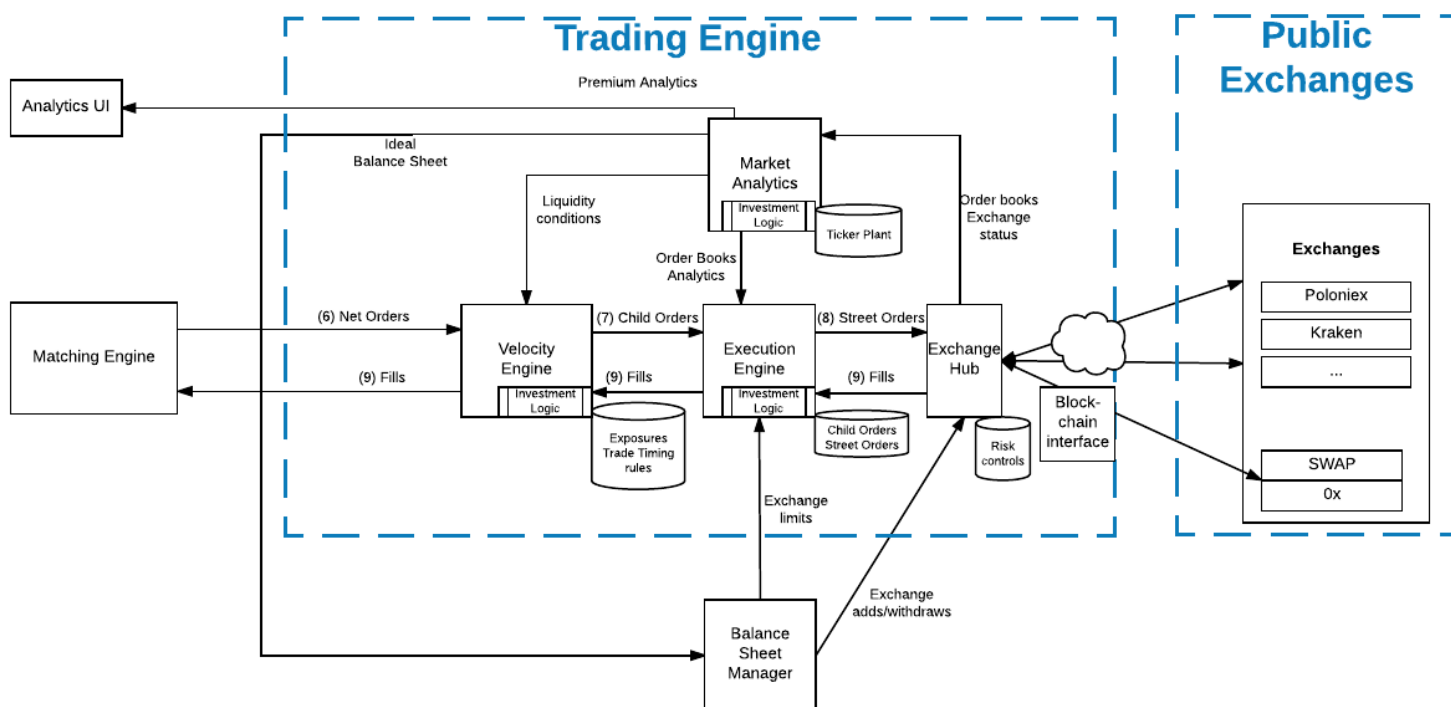 Trading Engine
Public
Exchanges
Premium Analytics
Analytics UI
Ideal
Balance Sheet
Market
Analytics
Investment
Logic
Ticker Plant
Liquidity
conditions
Order books
Exchange
status
Order Books
Analytics
Exchanges
Poloniex
Kraken
...
SWAP
0x
Matching Engine
(6) Net Orders
(9) Fills
Velocity
Engine
Investment
Logic
Exposures
Trade Timing
rules
(7) Child Orders
(9) Fills
Execution
Engine
Investment
Logic
Child Orders
Street Orders
(8) Street Orders
(9) Fills
Exchange
Hub
Risk
controls
Block-
chain
interface
Exchange
limits
Exchange
adds/withdraws
Balance
Sheet
Manager